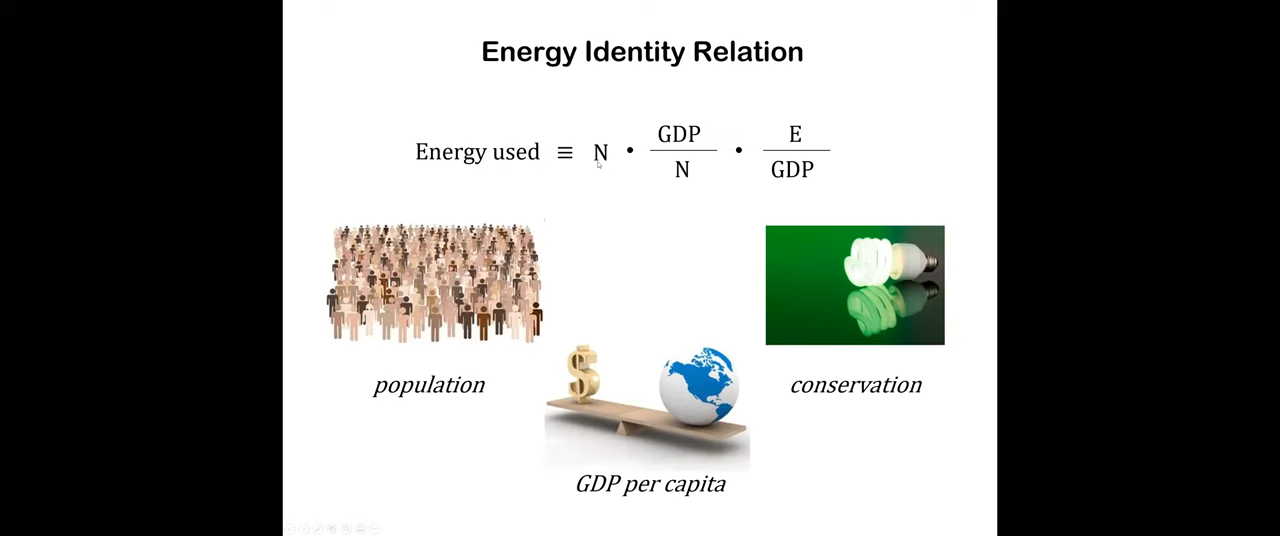 Energy Identity Relation
Energy used ≡ N • GDP/N • E/GDP
population
conservation
$
GDP per capita